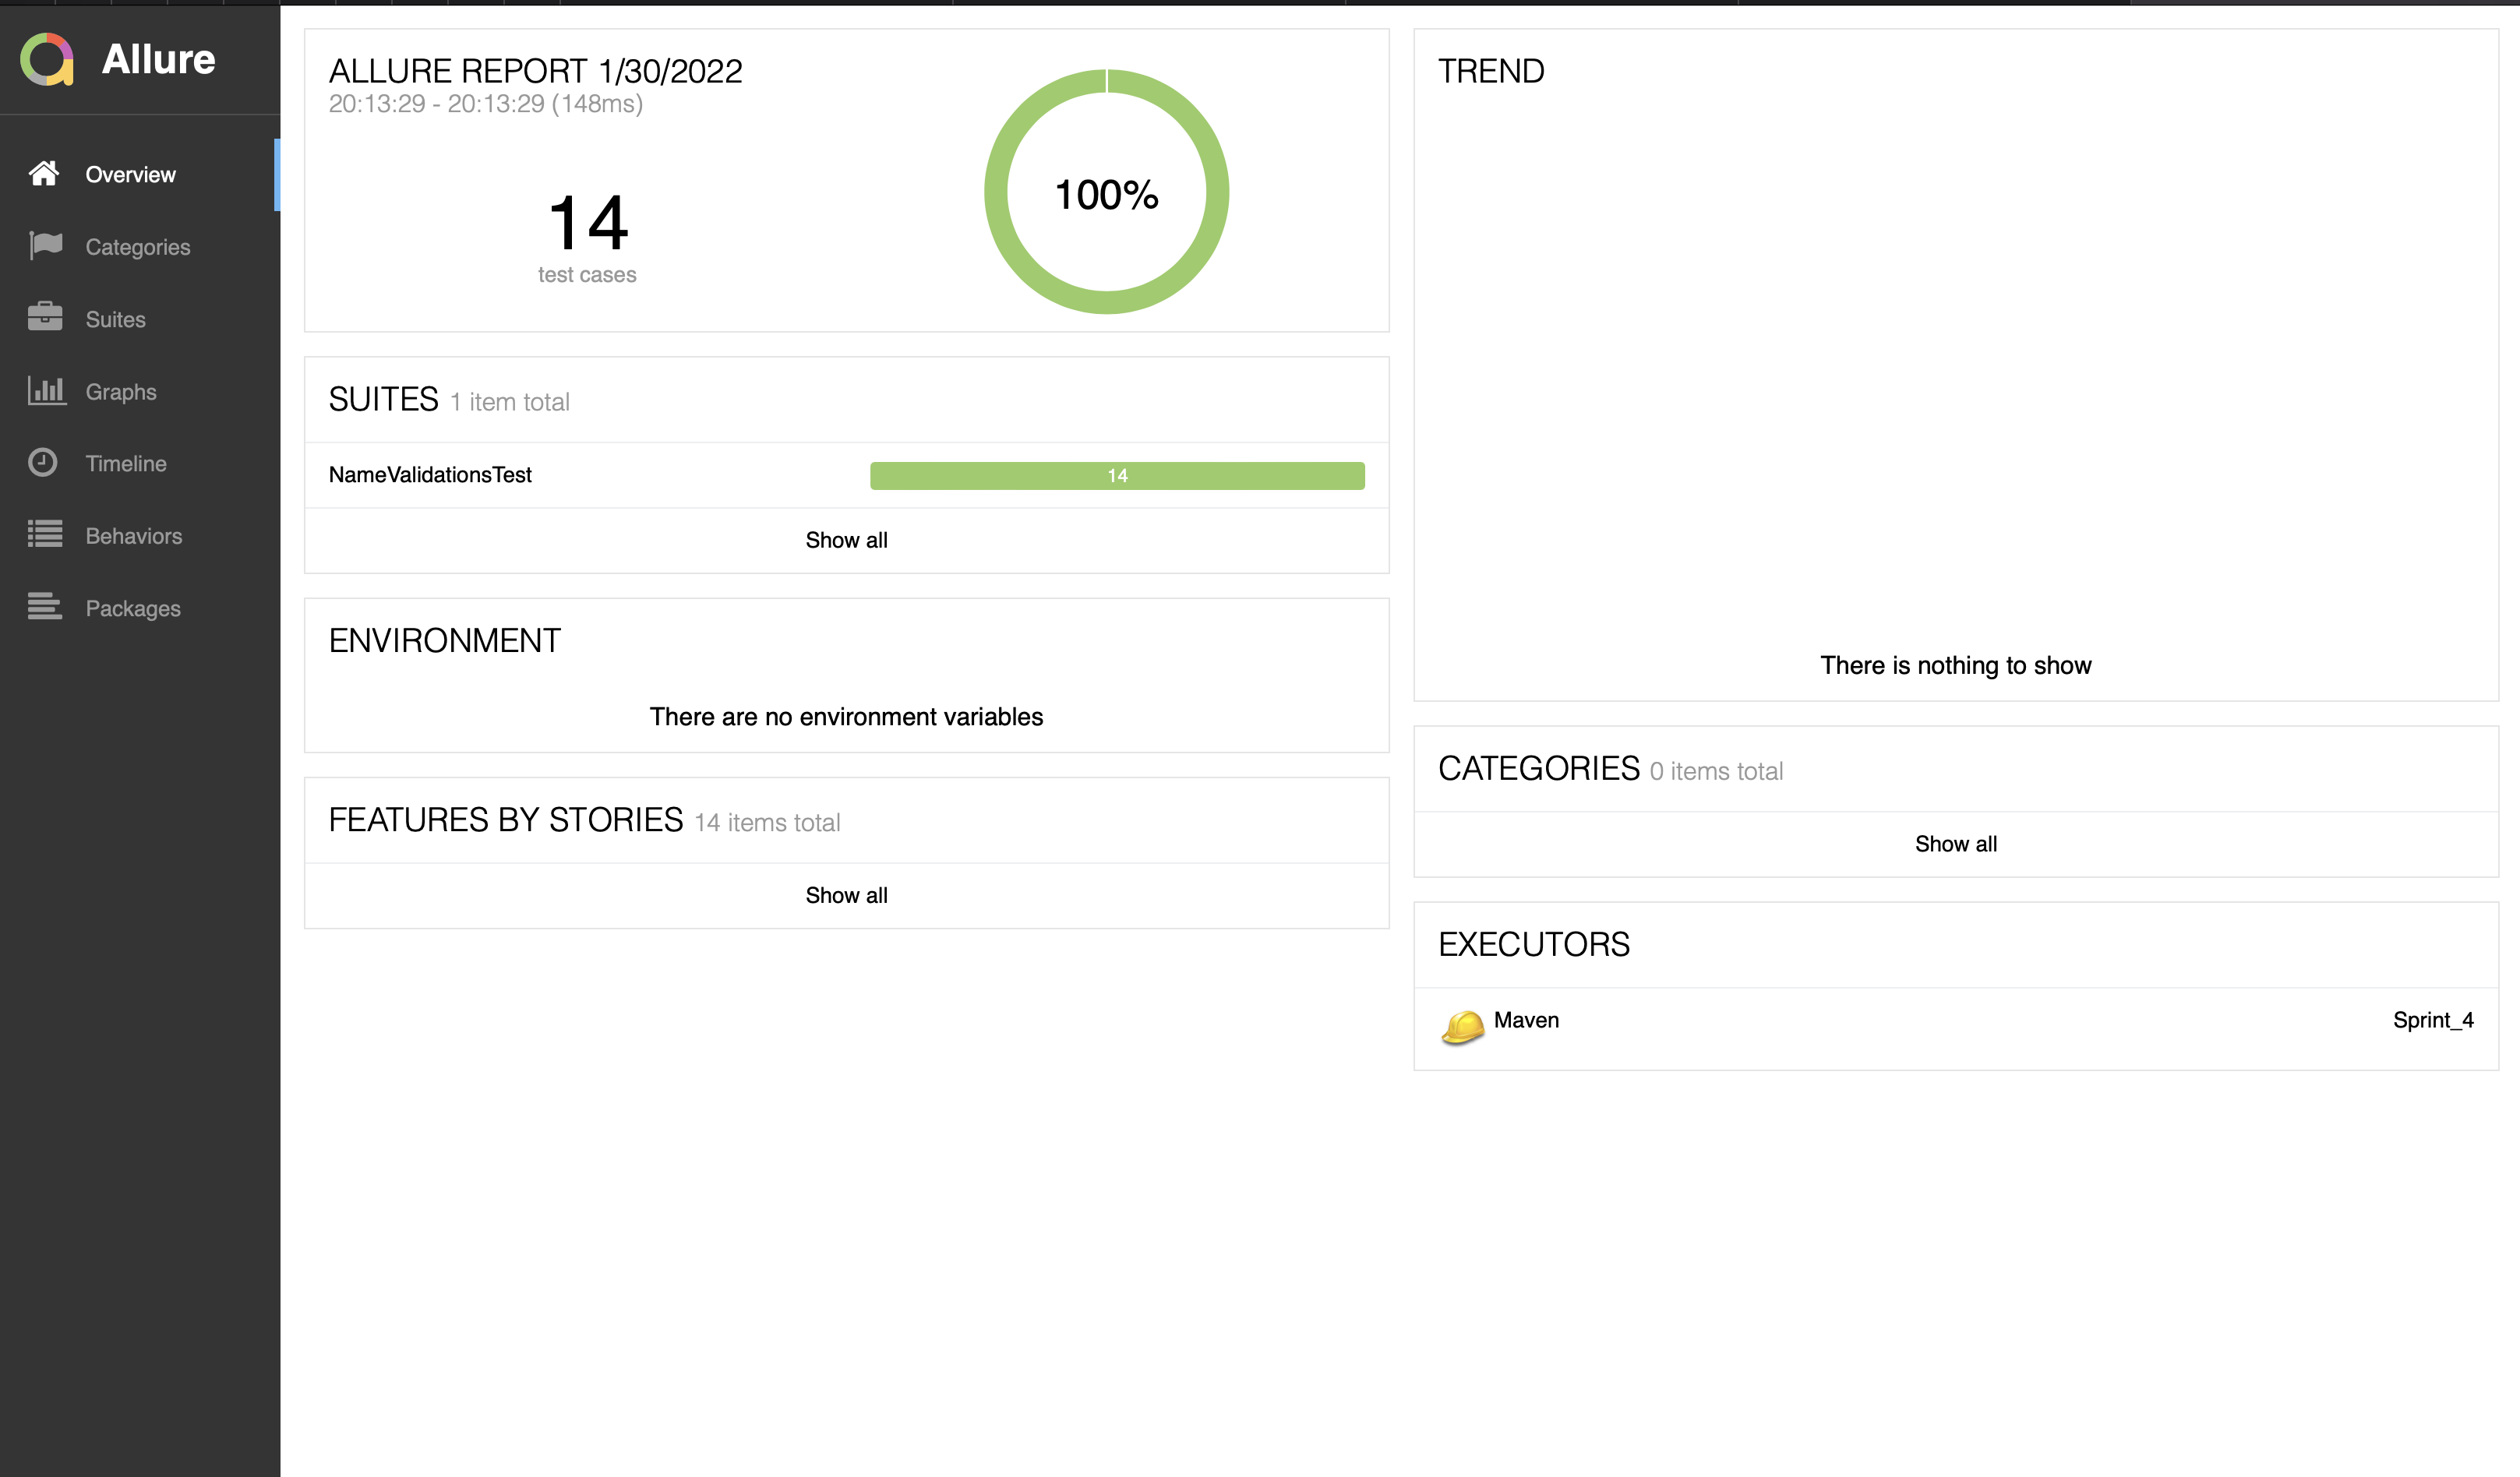 Allure
Overview
Categories
Suites
Graphs
Timeline
Behaviors
Packages
ALLURE REPORT 1/30/2022
20:13:29 - 20:13:29 (148ms)
14
test cases
100%
SUITES 1 item total
NameValidationsTest 14
Show all
ENVIRONMENT
There are no environment variables
FEATURES BY STORIES 14 items total
Show all
TREND
There is nothing to show
CATEGORIES 0 items total
Show all
EXECUTORS
Maven Sprint_4